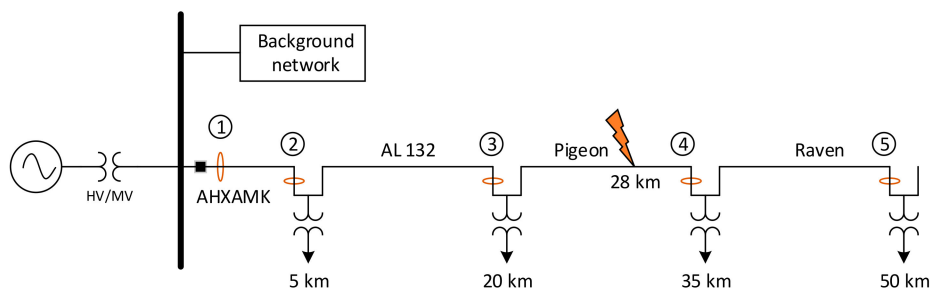 Background
network
①
②
AL 132
③
Pigeon
④
Raven
⑤
HV/MV
AHXAMK
28 km
5 km
20 km
35 km
50 km